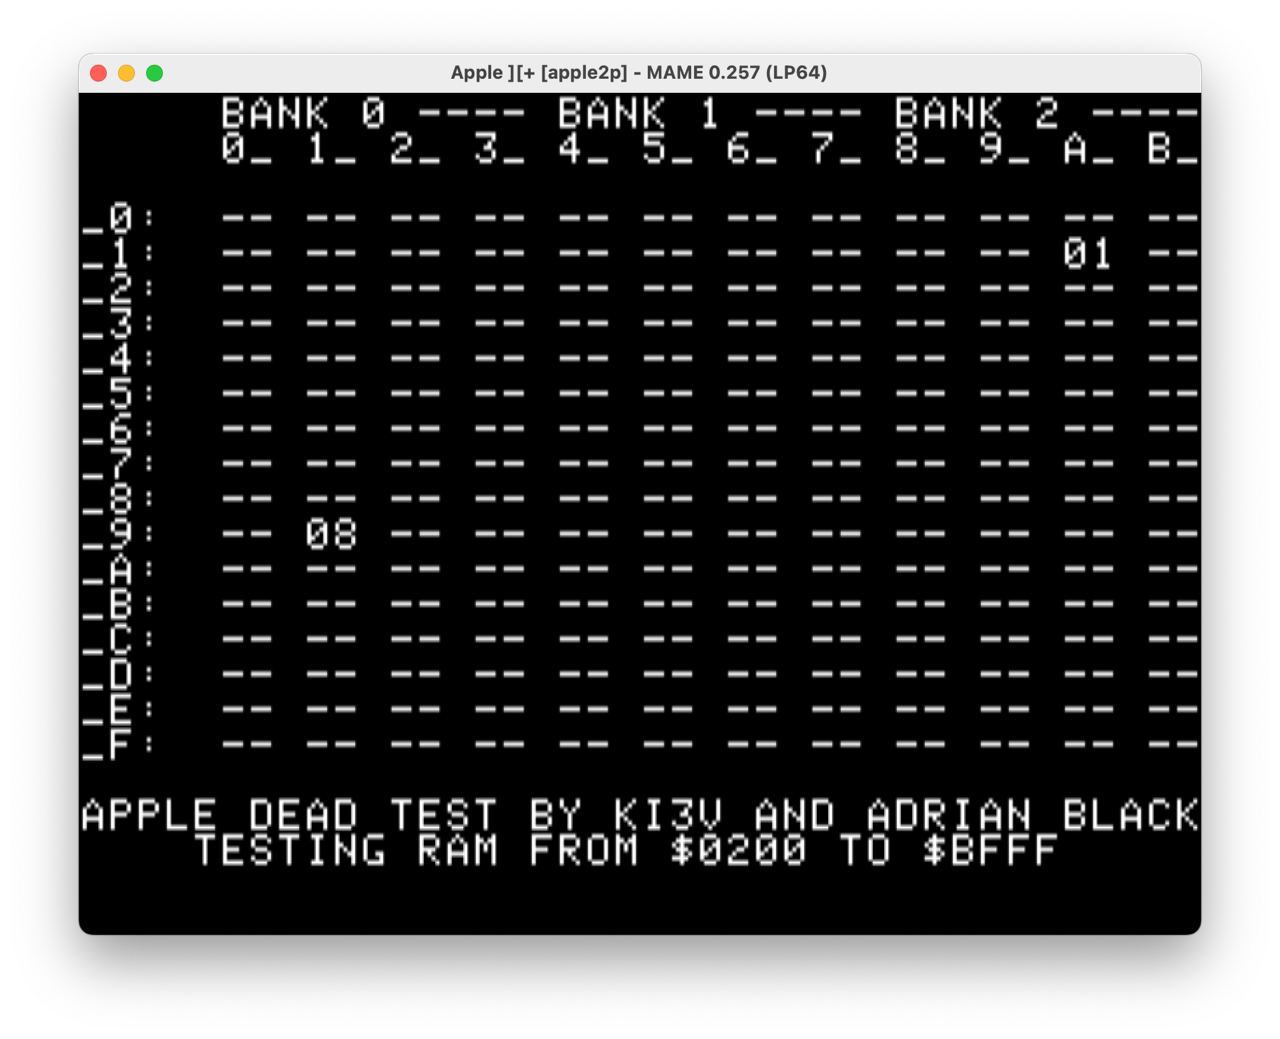 Apple ][+ [apple2p] - MAME 0.257 (LP64)
BANK 0 ---- BANK 1 ---- BANK 2 ----
0_ 1_ 2_ 3_ 4_ 5_ 6_ 7_ 8_ 9_ A_ B_
_0: -- -- -- -- -- -- -- -- -- -- -- --
_1: -- -- -- -- -- -- -- -- -- -- 01 --
_2: -- -- -- -- -- -- -- -- -- -- -- --
_3: -- -- -- -- -- -- -- -- -- -- -- --
_4: -- -- -- -- -- -- -- -- -- -- -- --
_5: -- -- -- -- -- -- -- -- -- -- -- --
_6: -- -- -- -- -- -- -- -- -- -- -- --
_7: -- -- -- -- -- -- -- -- -- -- -- --
_8: -- -- -- -- -- -- -- -- -- -- -- --
_9: -- 08 -- -- -- -- -- -- -- -- -- --
_A: -- -- -- -- -- -- -- -- -- -- -- --
_B: -- -- -- -- -- -- -- -- -- -- -- --
_C: -- -- -- -- -- -- -- -- -- -- -- --
_D: -- -- -- -- -- -- -- -- -- -- -- --
_E: -- -- -- -- -- -- -- -- -- -- -- --
_F: -- -- -- -- -- -- -- -- -- -- -- --
APPLE DEAD TEST BY KI3V AND ADRIAN BLACK
TESTING RAM FROM $0200 TO $BFFF